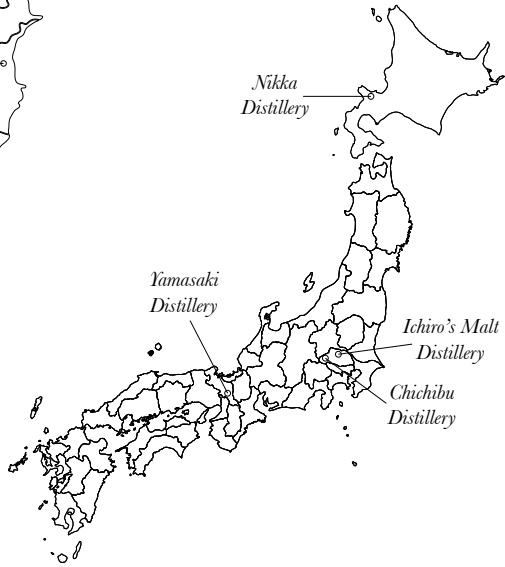 Nikka
Distillery
Yamasaki
Distillery
Ichiro’s Malt
Distillery
Chichibu
Distillery